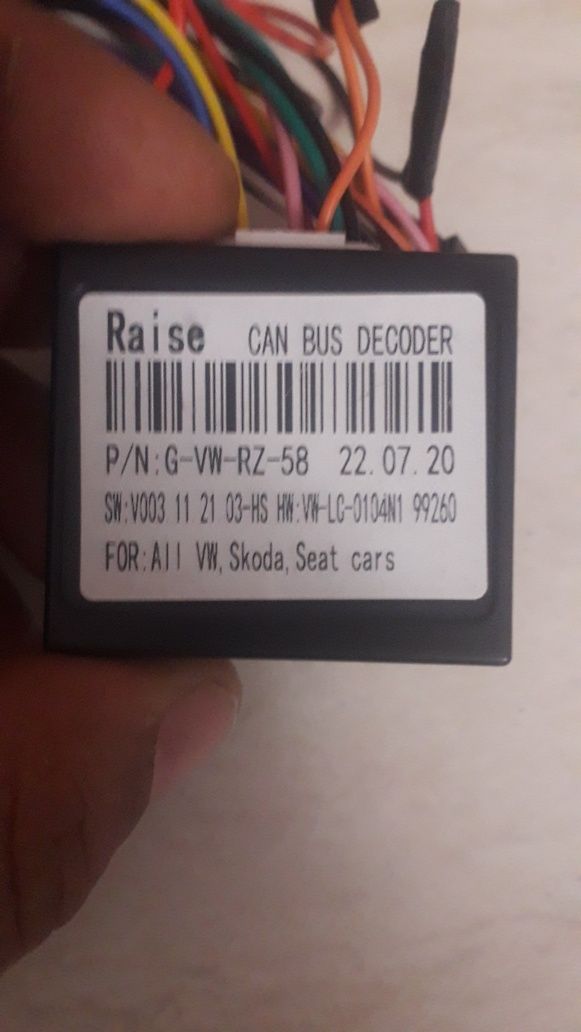 Raise CAN BUS DECODER
P/N:G-VW-RZ-58 22.07.20
SW:V003 11 21 03-HS HW:VW-LC-0104N1 99260
FOR:All VW,Skoda,Seat cars